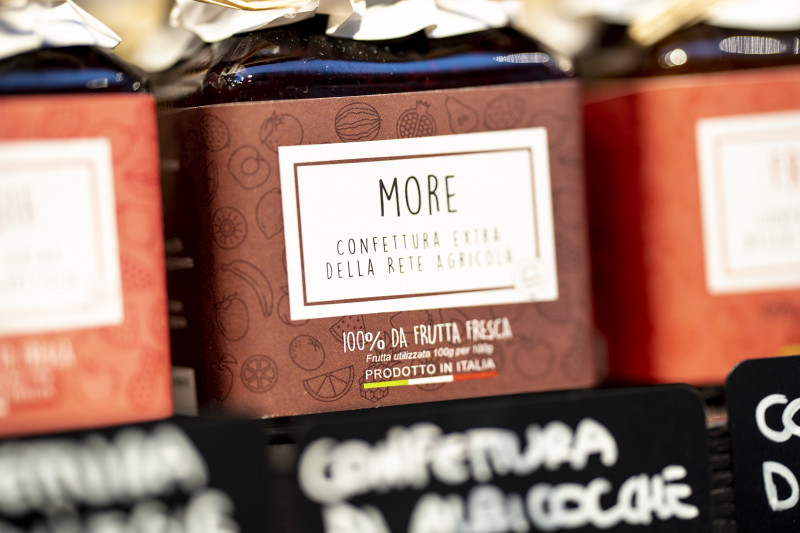 MORE
CONFETTURA EXTRA
DELLA RETE AGRICOLA
100% DA FRUTTA FRESCA
Frutta utilizzata 100g per 100g
PRODOTTO IN ITALIA
CONFETTURA
DI ALBICOCCHE
CO
D